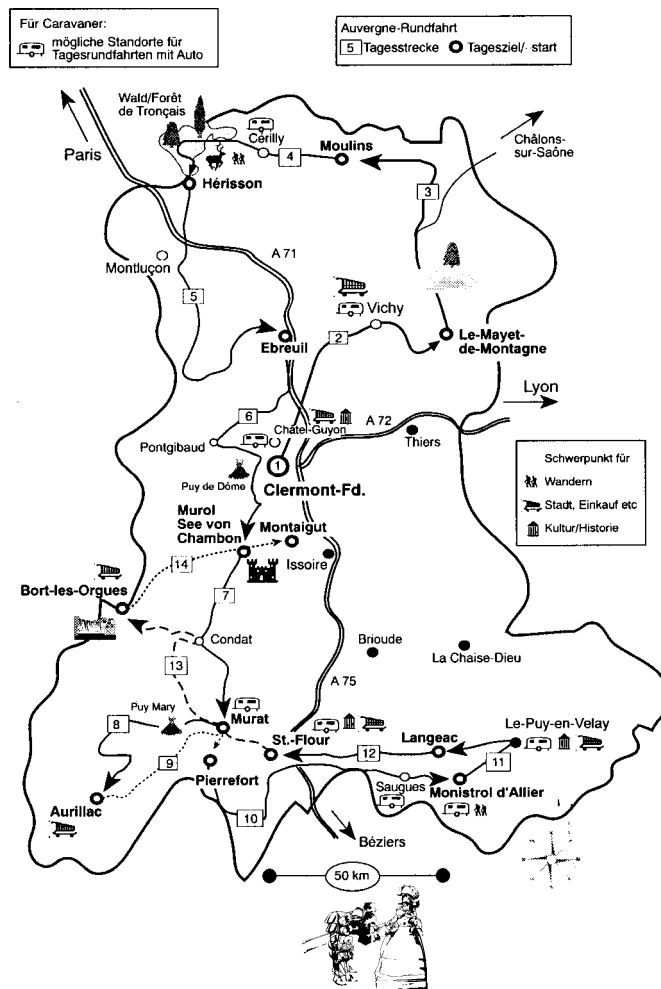 Für Caravaner:
mögliche Standorte für
Tagesrundfahrten mit Auto
Auvergne-Rundfahrt
5 Tagesstrecke Tagesziel/-start
Wald/Forêt
de Tronçais
Paris
Cérilly
4
Moulins
Châlons-
sur-Saône
3
Hérisson
A 71
Montluçon
5
Vichy
2
Ebreuil
Le-Mayet-
de-Montagne
Lyon
6
Châtel-Guyon
A 72
Thiers
Pontgibaud
1
Puy de Dôme
Clermont-Fd.
Schwerpunkt für
Wandern
Stadt, Einkauf etc
Kultur/Historie
Murol
See von
Chambon
Montaigut
Issoire
14
Bort-les-Orgues
7
Condat
Brioude
La Chaise-Dieu
13
A 75
8
Puy Mary
Murat
St.-Flour
Langeac
Le-Puy-en-Velay
9
12
11
Pierrefort
Saugues
Monistrol d'Allier
Aurillac
10
Béziers
50 km